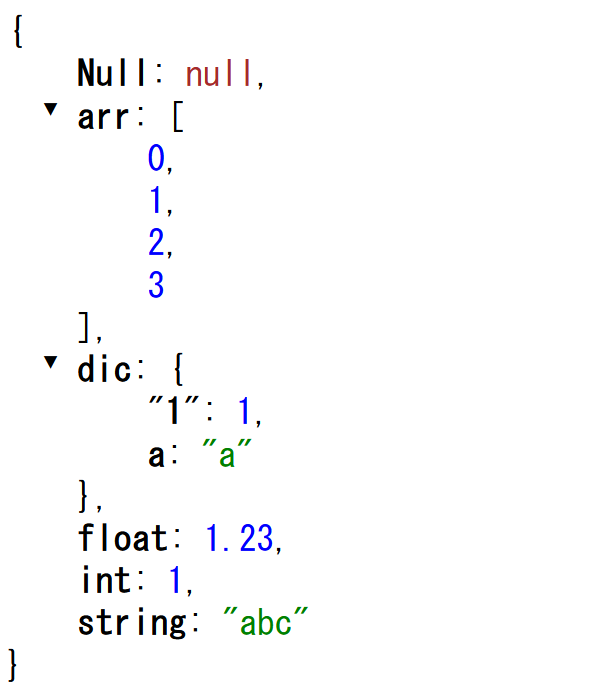 {
Null: null,
▼ arr: [
0,
1,
2,
3
],
▼ dic: {
"1": 1,
a: "a"
},
float: 1.23,
int: 1,
string: "abc"
}